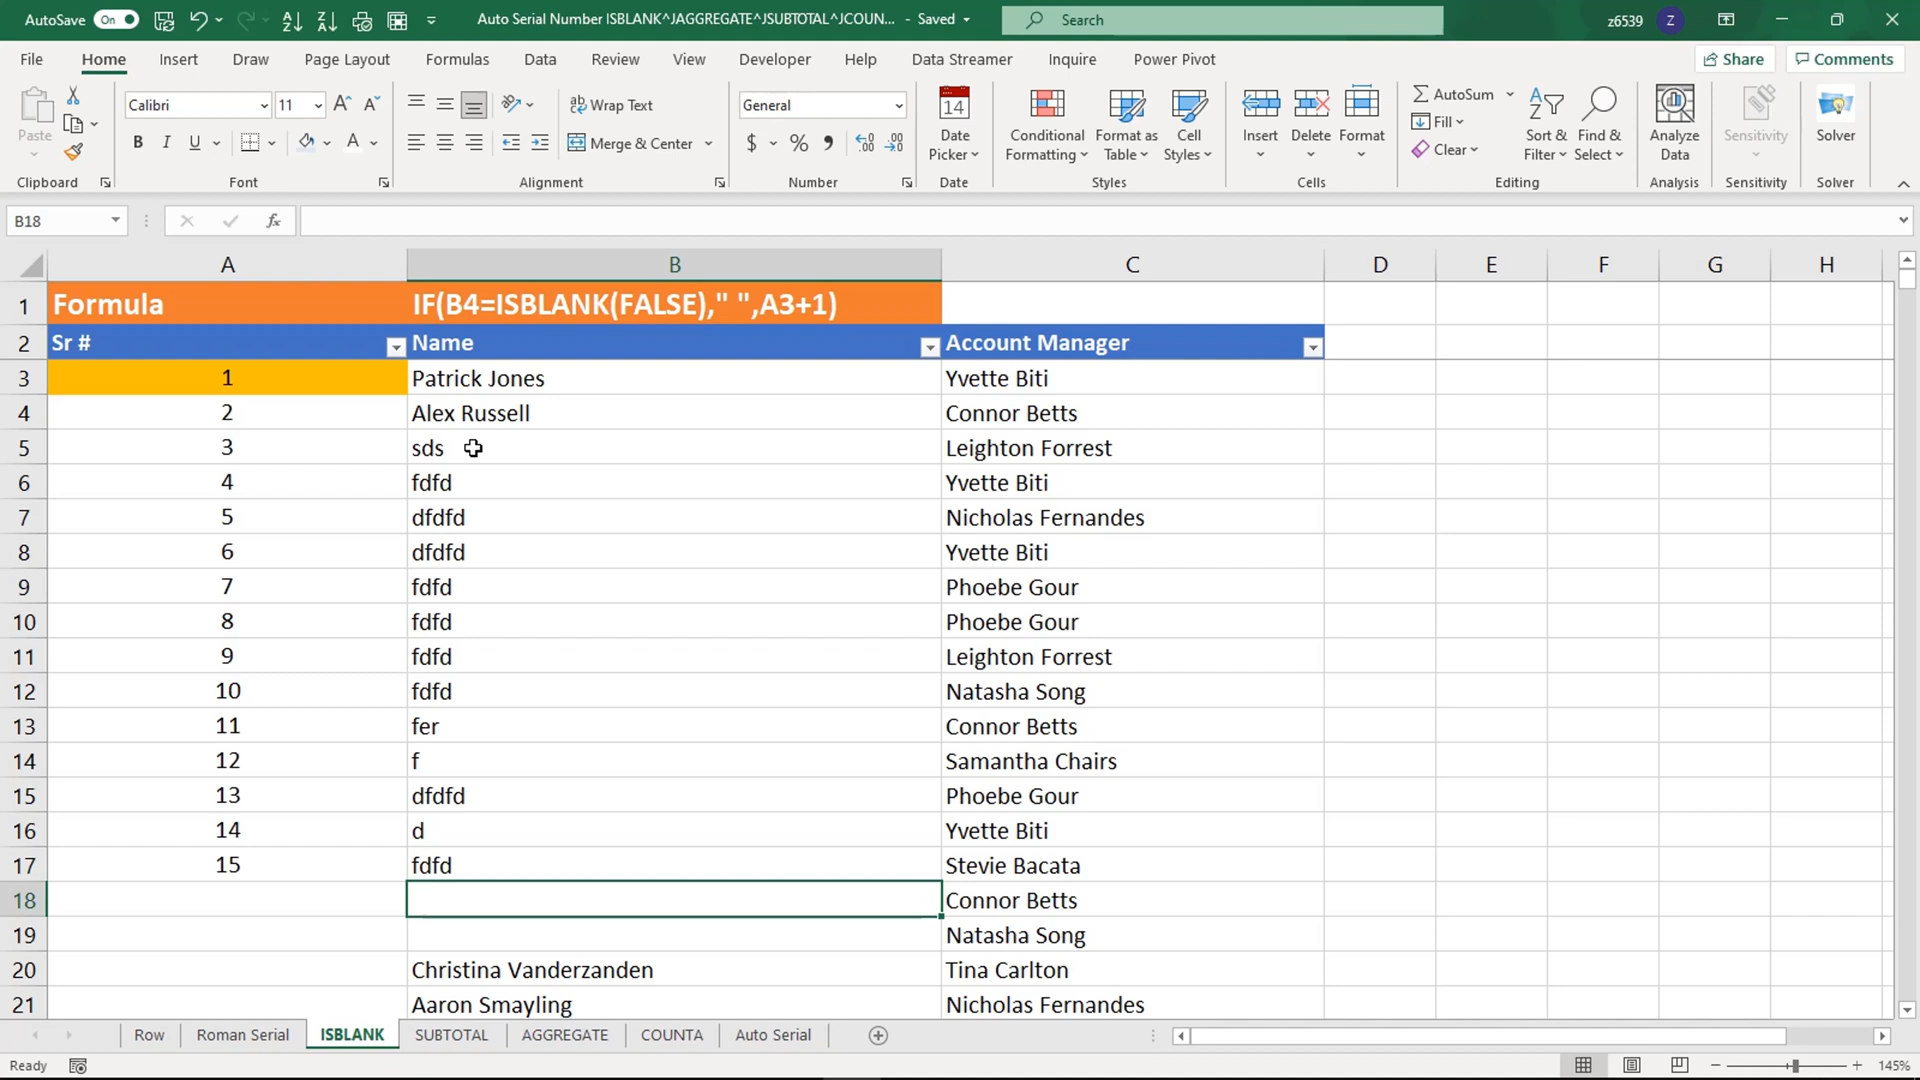 AutoSave On Auto Serial Number ISBLANK^JAGGREGATE^JSUBTOTAL^JCOUN... - Saved Search z6539 Z
File Home Insert Draw Page Layout Formulas Data Review View Developer Help Data Streamer Inquire Power Pivot Share Comments
Paste Calibri 11 Wrap Text General 14 Date Picker Conditional Formatting Format as Table Cell Styles Insert Delete Format AutoSum Fill Clear Sort & Filter Find & Select Analyze Data Sensitivity Solver
B I U A Merge & Center $ % 9
Clipboard Font Alignment Number Date Styles Cells Editing Analysis Sensitivity Solver
B18 fx
A B C D E F G H
1 Formula IF(B4=ISBLANK(FALSE)," ",A3+1)
2 Sr # Name Account Manager
3 1 Patrick Jones Yvette Biti
4 2 Alex Russell Connor Betts
5 3 sds Leighton Forrest
6 4 fdfd Yvette Biti
7 5 dfdfd Nicholas Fernandes
8 6 dfdfd Yvette Biti
9 7 fdfd Phoebe Gour
10 8 fdfd Phoebe Gour
11 9 fdfd Leighton Forrest
12 10 fdfd Natasha Song
13 11 fer Connor Betts
14 12 f Samantha Chairs
15 13 dfdfd Phoebe Gour
16 14 d Yvette Biti
17 15 fdfd Stevie Bacata
18 Connor Betts
19 Natasha Song
20 Christina Vanderzanden Tina Carlton
21 Aaron Smayling Nicholas Fernandes
Row Roman Serial ISBLANK SUBTOTAL AGGREGATE COUNTA Auto Serial
Ready 145%